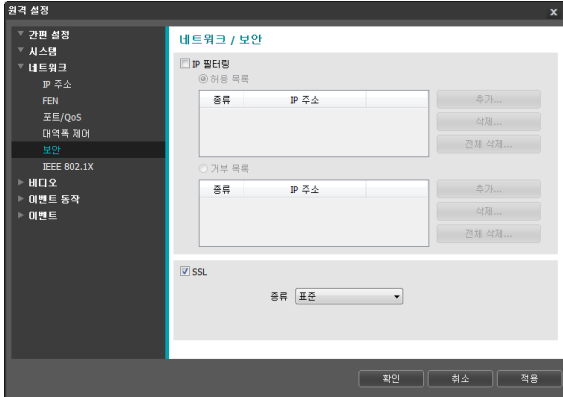 원격 설정
x
간편 설정
시스템
네트워크
IP 주소
FEN
포트/QoS
대역폭 제어
보안
IEEE 802.1X
비디오
이벤트 동작
이벤트
네트워크 / 보안
IP 필터링
허용 목록
종류 IP 주소
추가...
삭제...
전체 삭제...
거부 목록
종류 IP 주소
추가...
삭제...
전체 삭제...
SSL
종류 표준
확인 취소 적용